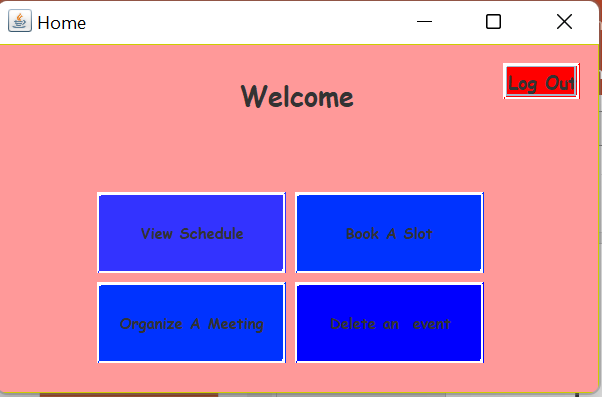 Home
Log Out
Welcome
View Schedule
Book A Slot
Organize A Meeting
Delete an  event